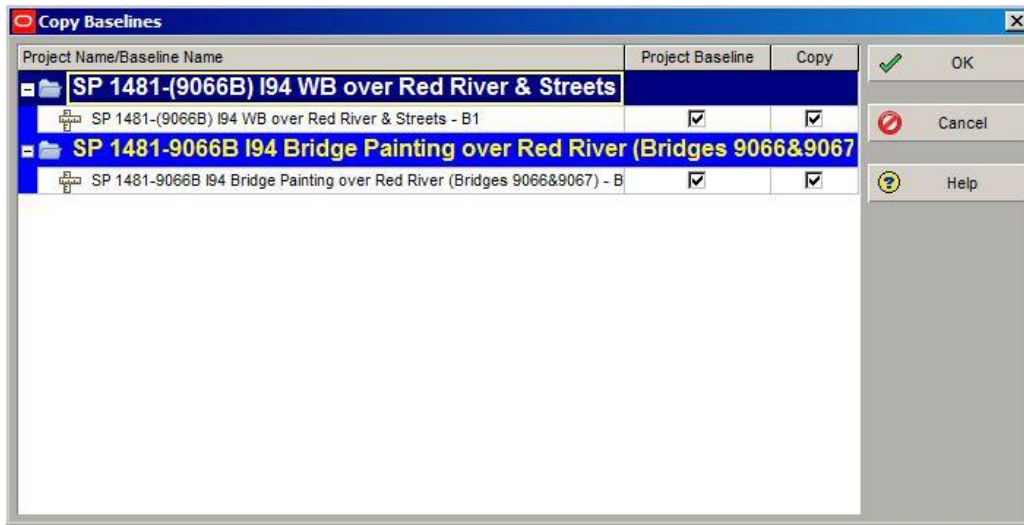 Copy Baselines
Project Name/Baseline Name Project Baseline Copy
SP 1481-(9066B) I94 WB over Red River & Streets
SP 1481-(9066B) I94 WB over Red River & Streets - B1
SP 1481-9066B I94 Bridge Painting over Red River (Bridges 9066&9067
SP 1481-9066B I94 Bridge Painting over Red River (Bridges 9066&9067) - B
OK
Cancel
Help